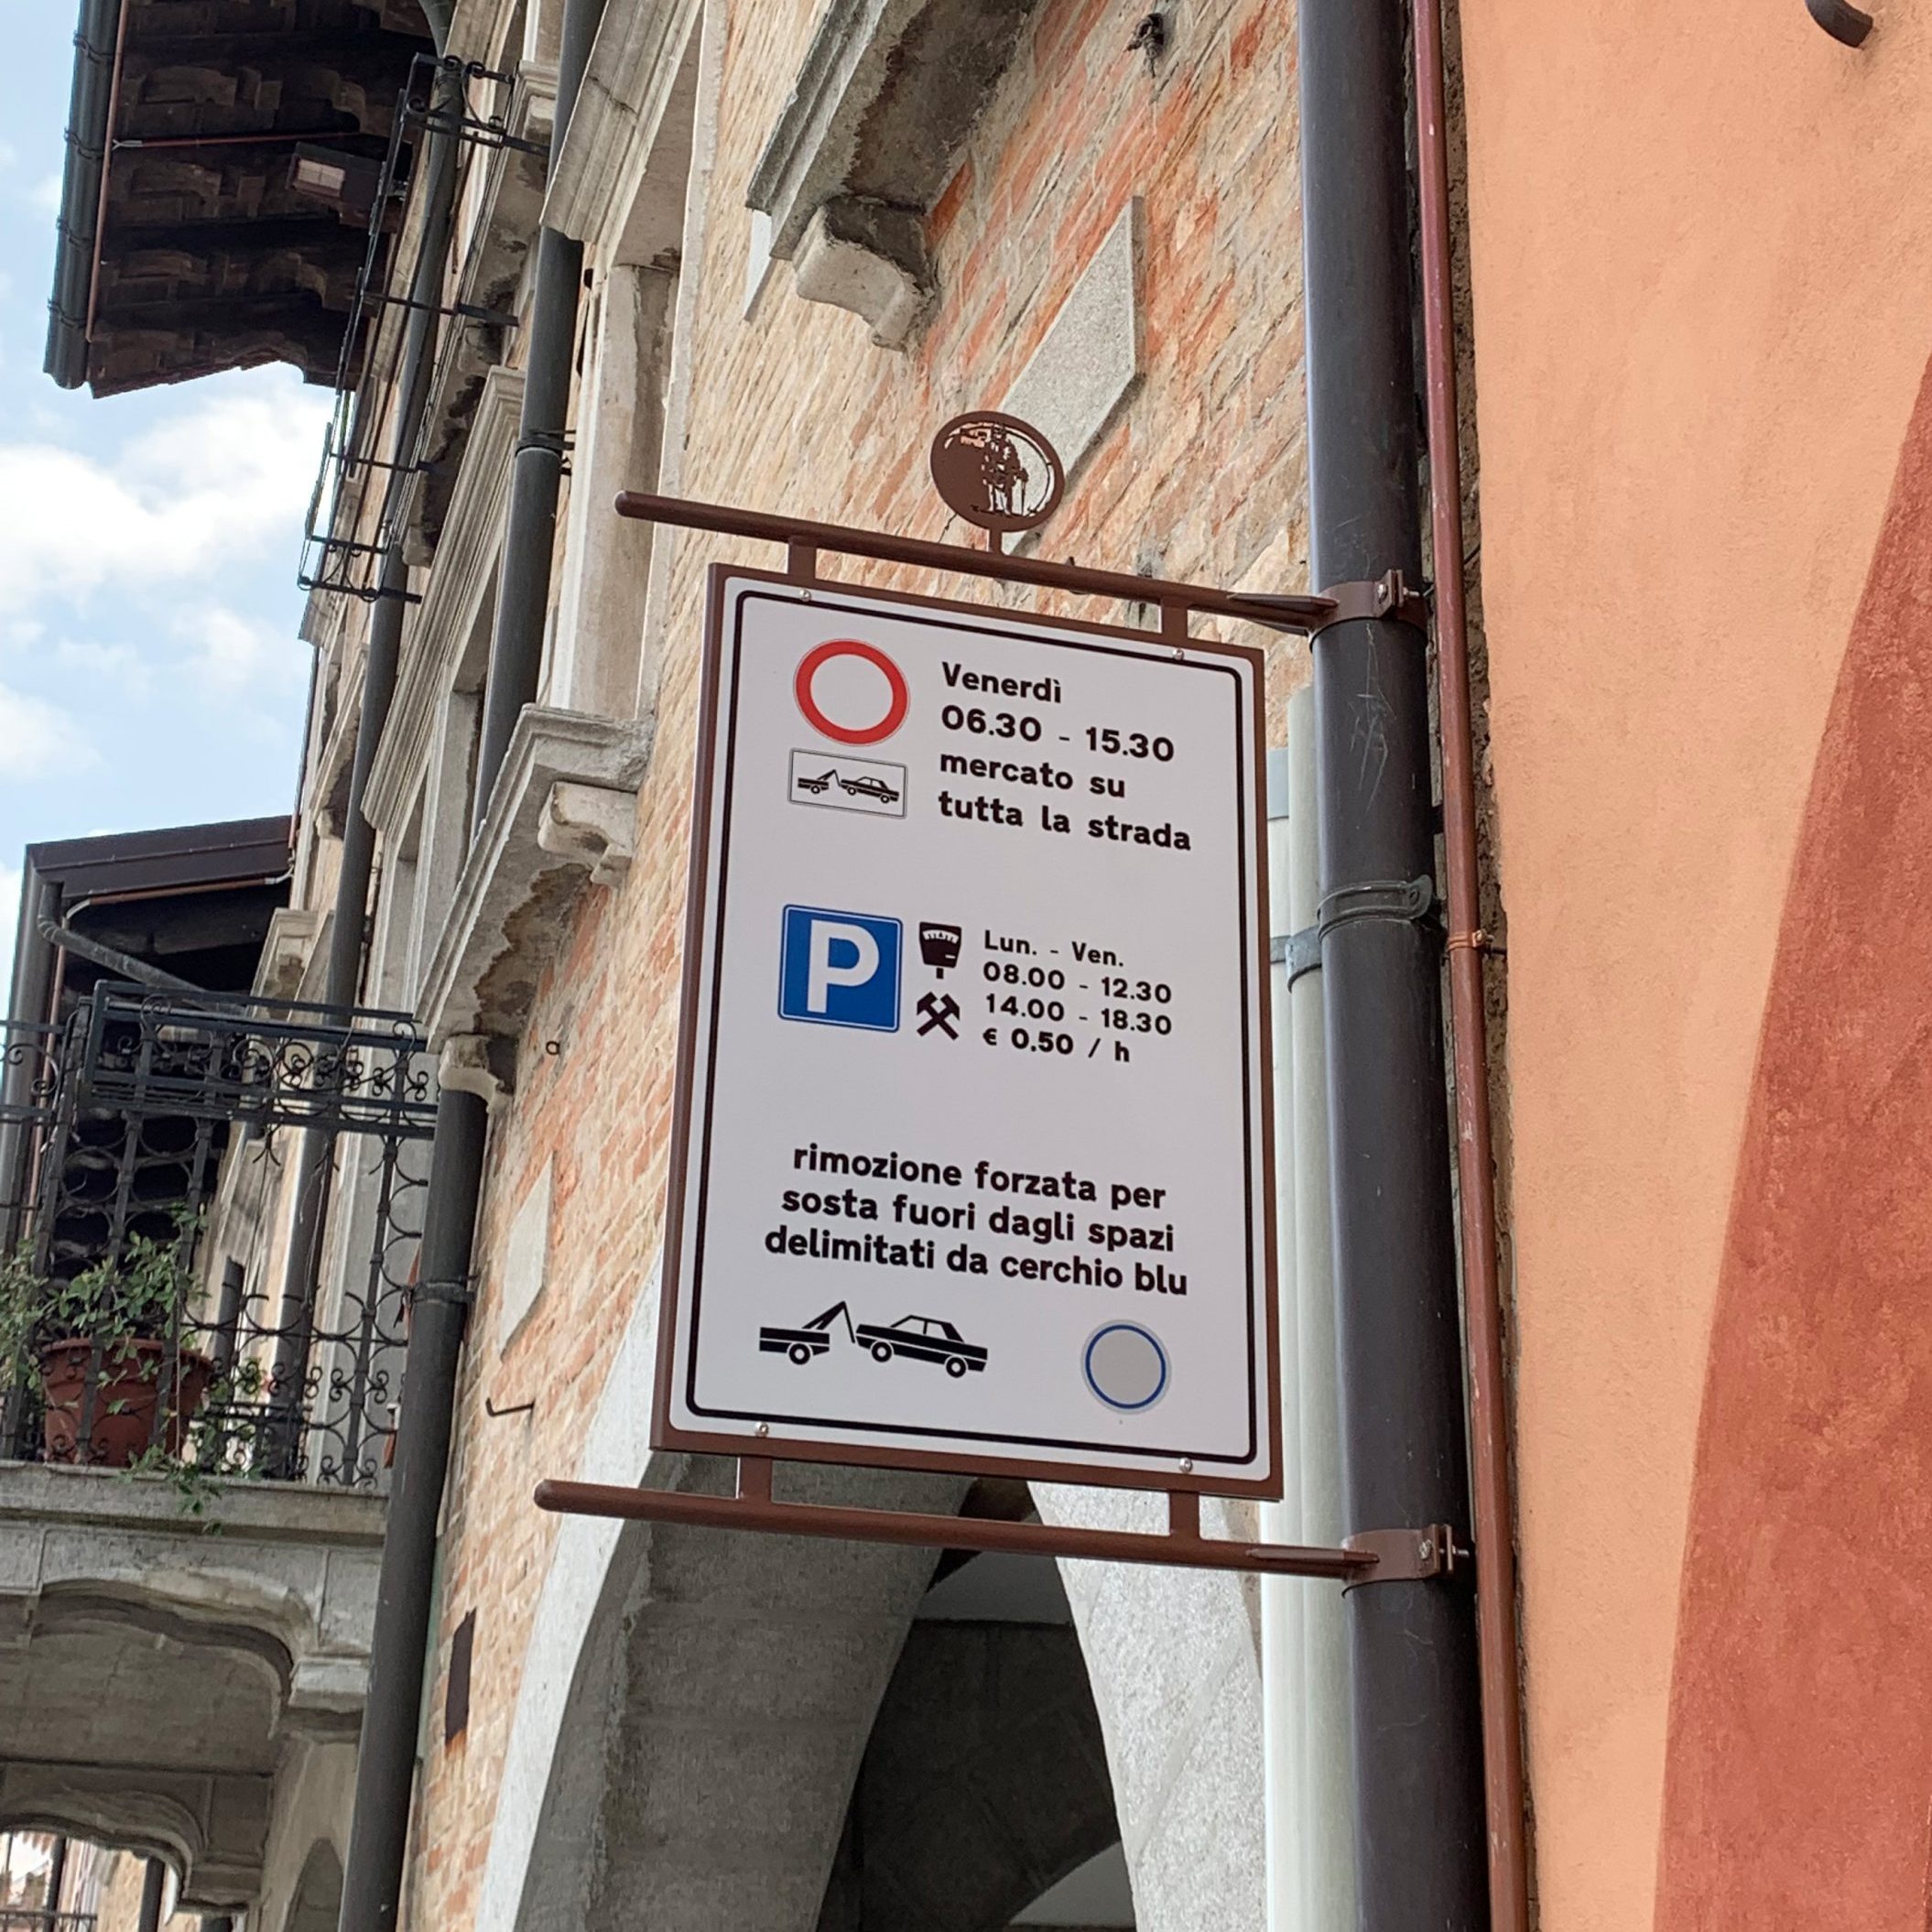 Venerdì
06.30 - 15.30
mercato su
tutta la strada
P
Lun. - Ven.
08.00 - 12.30
14.00 - 18.30
€ 0.50 / h
rimozione forzata per
sosta fuori dagli spazi
delimitati da cerchio blu